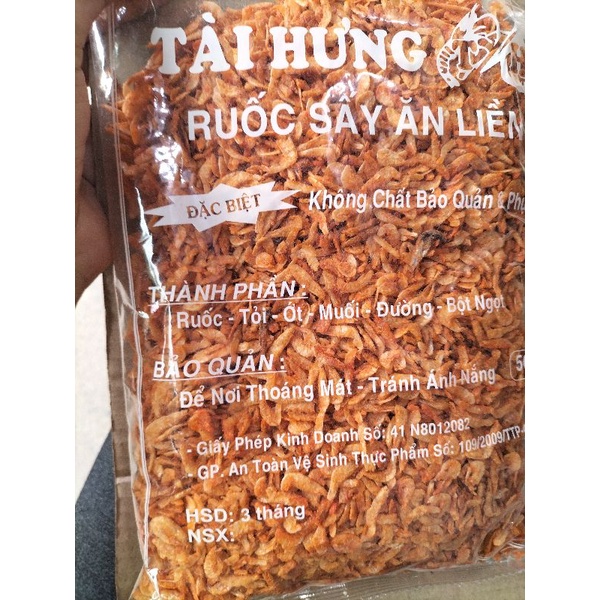 TÀI HƯNG
RUỐC SẤY ĂN LIỀN
ĐẶC BIỆT
Không Chất Bảo Quản &
THÀNH PHẦN :
Ruốc - Tỏi - Ớt - Muối - Đường - Bột Ngọt
BẢO QUẢN :
Để Nơi Thoáng Mát - Tránh Ánh Nắng
- Giấy Phép Kinh Doanh Số: 41 N8012082
- GP. An Toàn Vệ Sinh Thực Phẩm Số: 109/2009/TTP-
HSD: 3 tháng
NSX: